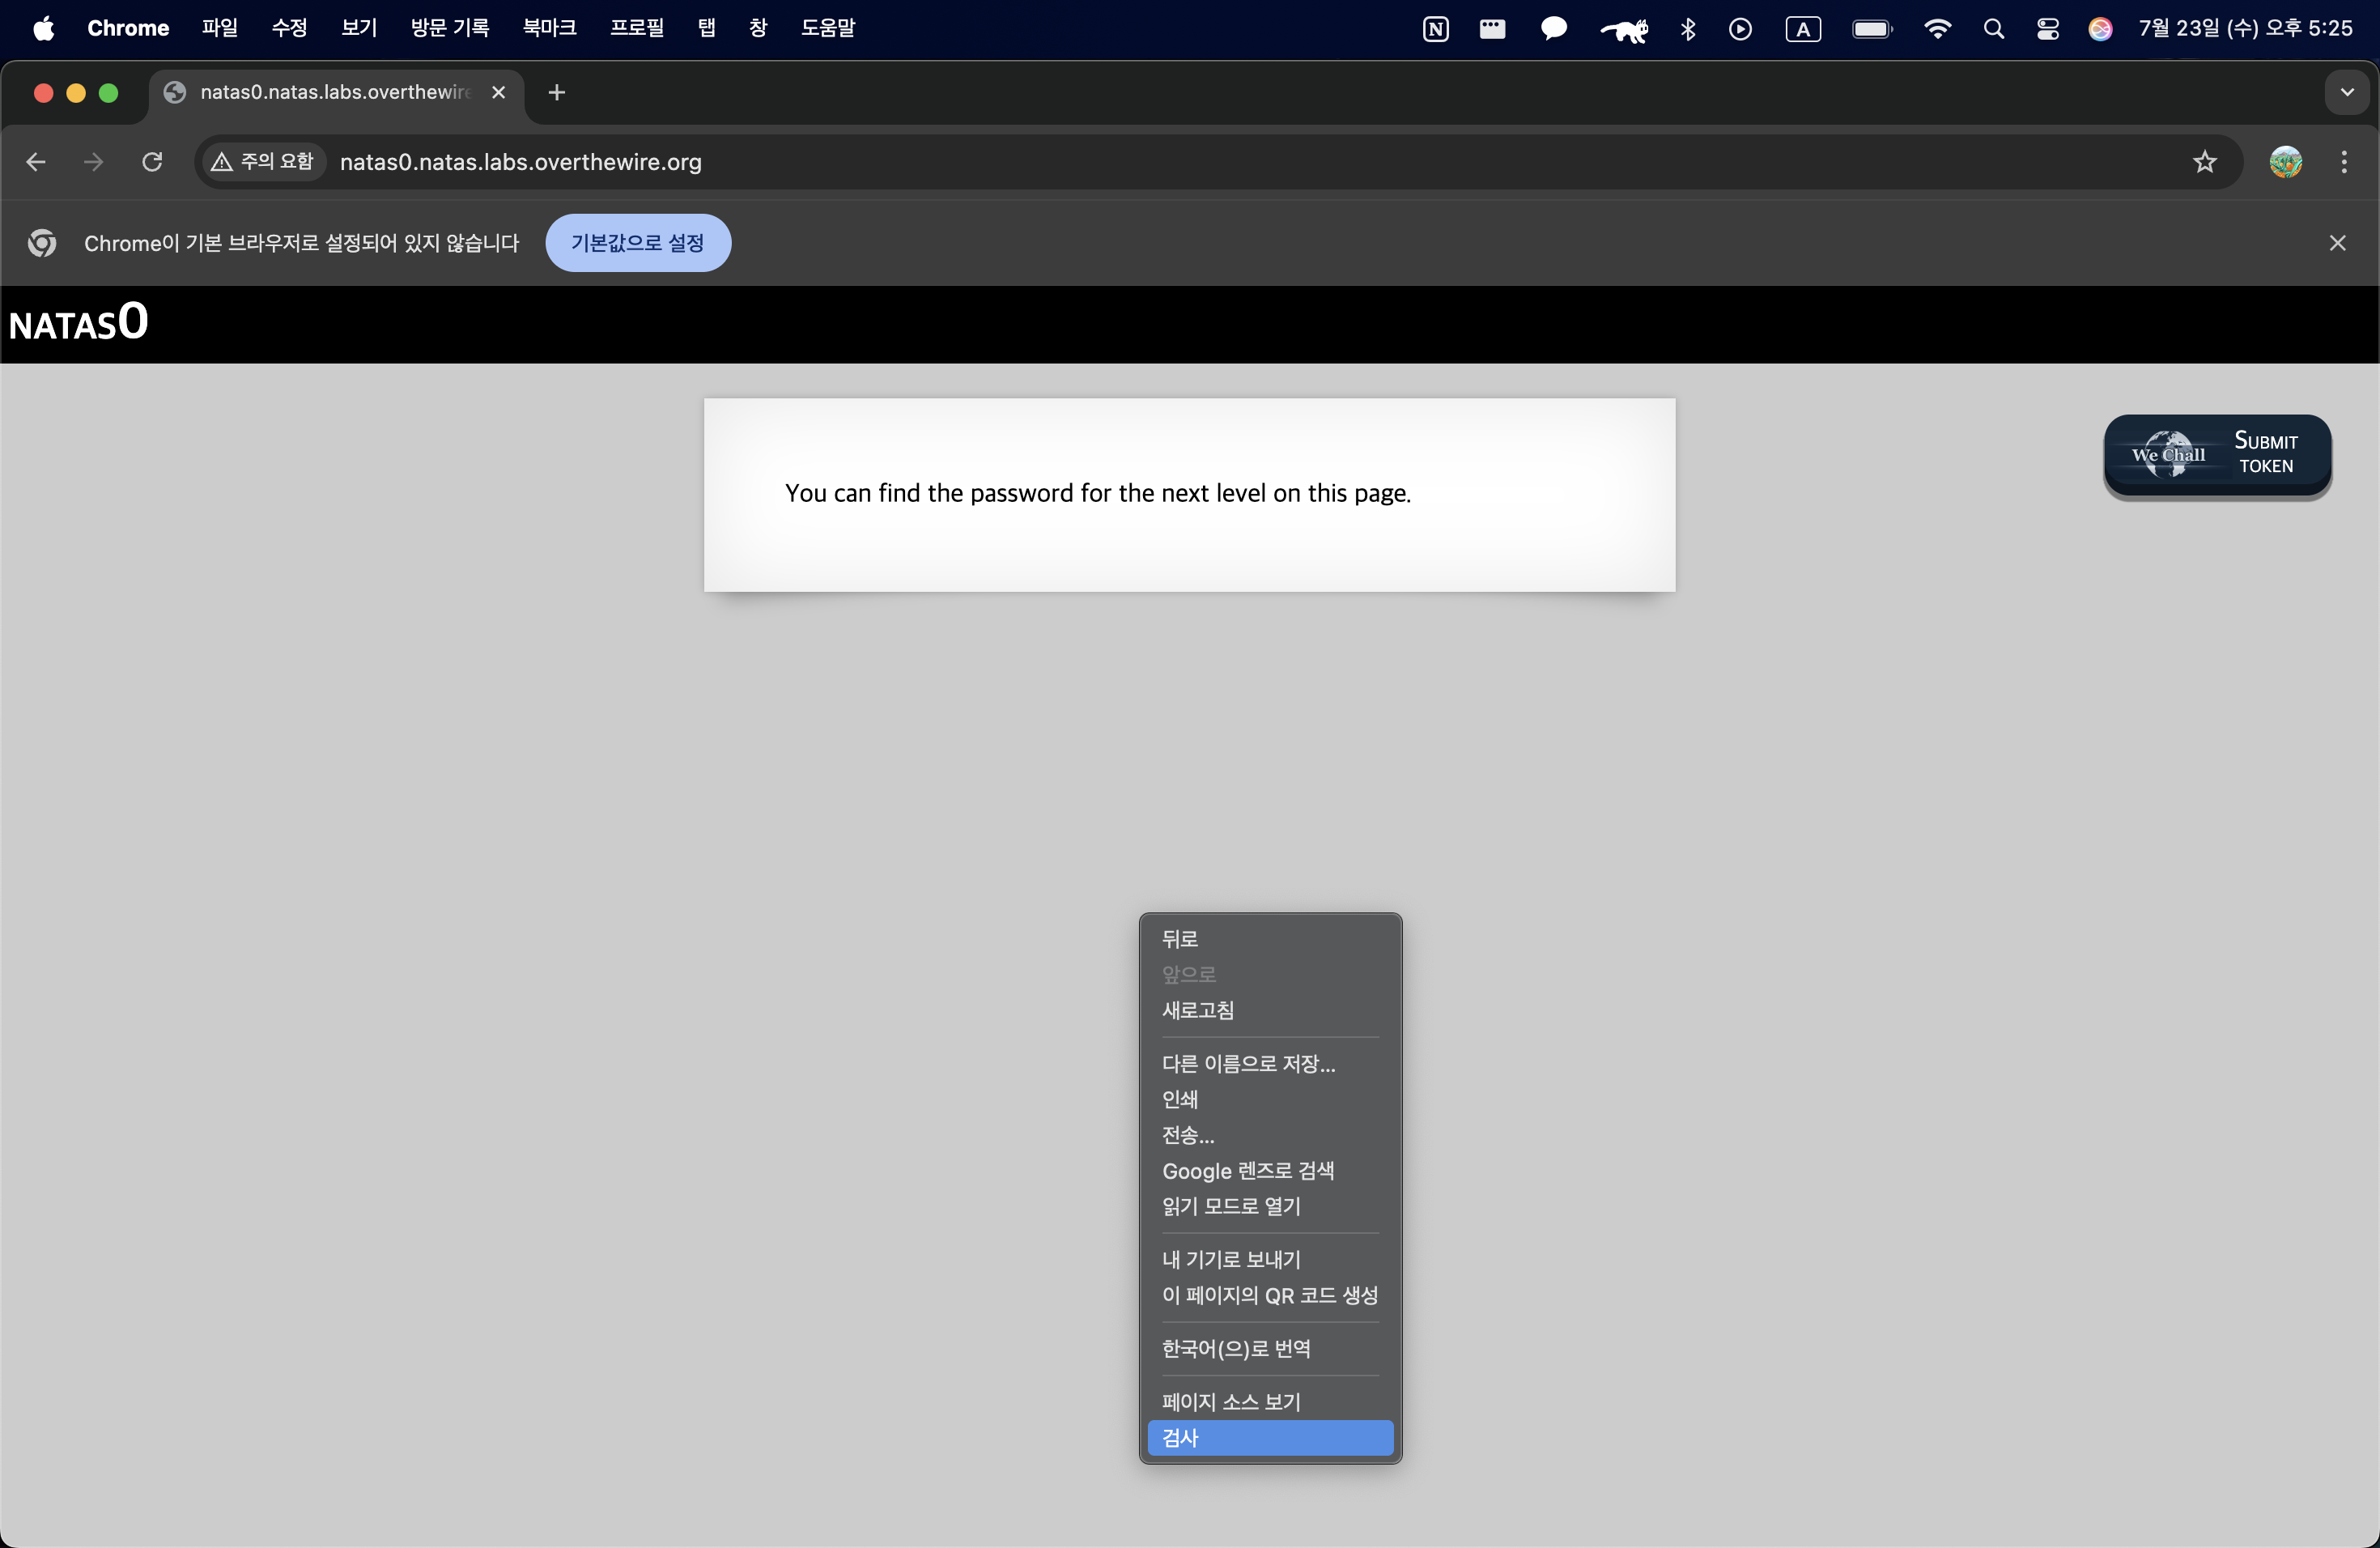 Chrome 파일 수정 보기 방문 기록 북마크 프로필 탭 창 도움말 N A 7월 23일 (수) 오후 5:25
natas0.natas.labs.overthewire
주의 요함 natas0.natas.labs.overthewire.org
Chrome이 기본 브라우저로 설정되어 있지 않습니다 기본값으로 설정
NATAS0
You can find the password for the next level on this page.
We Chall
SUBMIT
TOKEN
뒤로
앞으로
새로고침
다른 이름으로 저장...
인쇄
전송...
Google 렌즈로 검색
읽기 모드로 열기
내 기기로 보내기
이 페이지의 QR 코드 생성
한국어(으)로 번역
페이지 소스 보기
검사